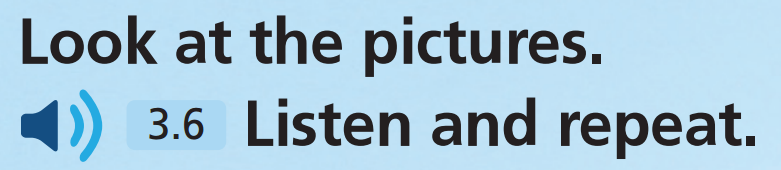 Look at the pictures.
3.6 Listen and repeat.